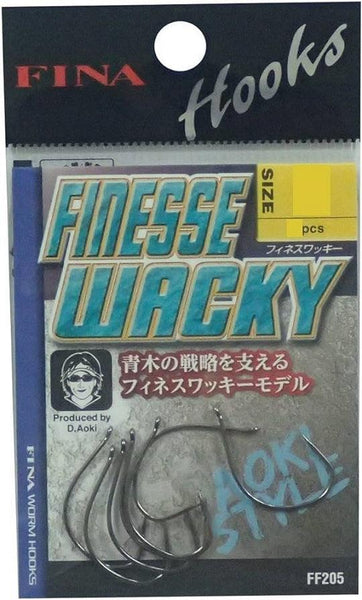 FINA Hooks
SIZE
pcs
FINESSE
フィネスワッキー
WACKY
青木の戦略を支える
フィネスワッキーモデル
Produced by
D.Aoki
AOKI
STYLE
FINA WORM HOOKS
FF205